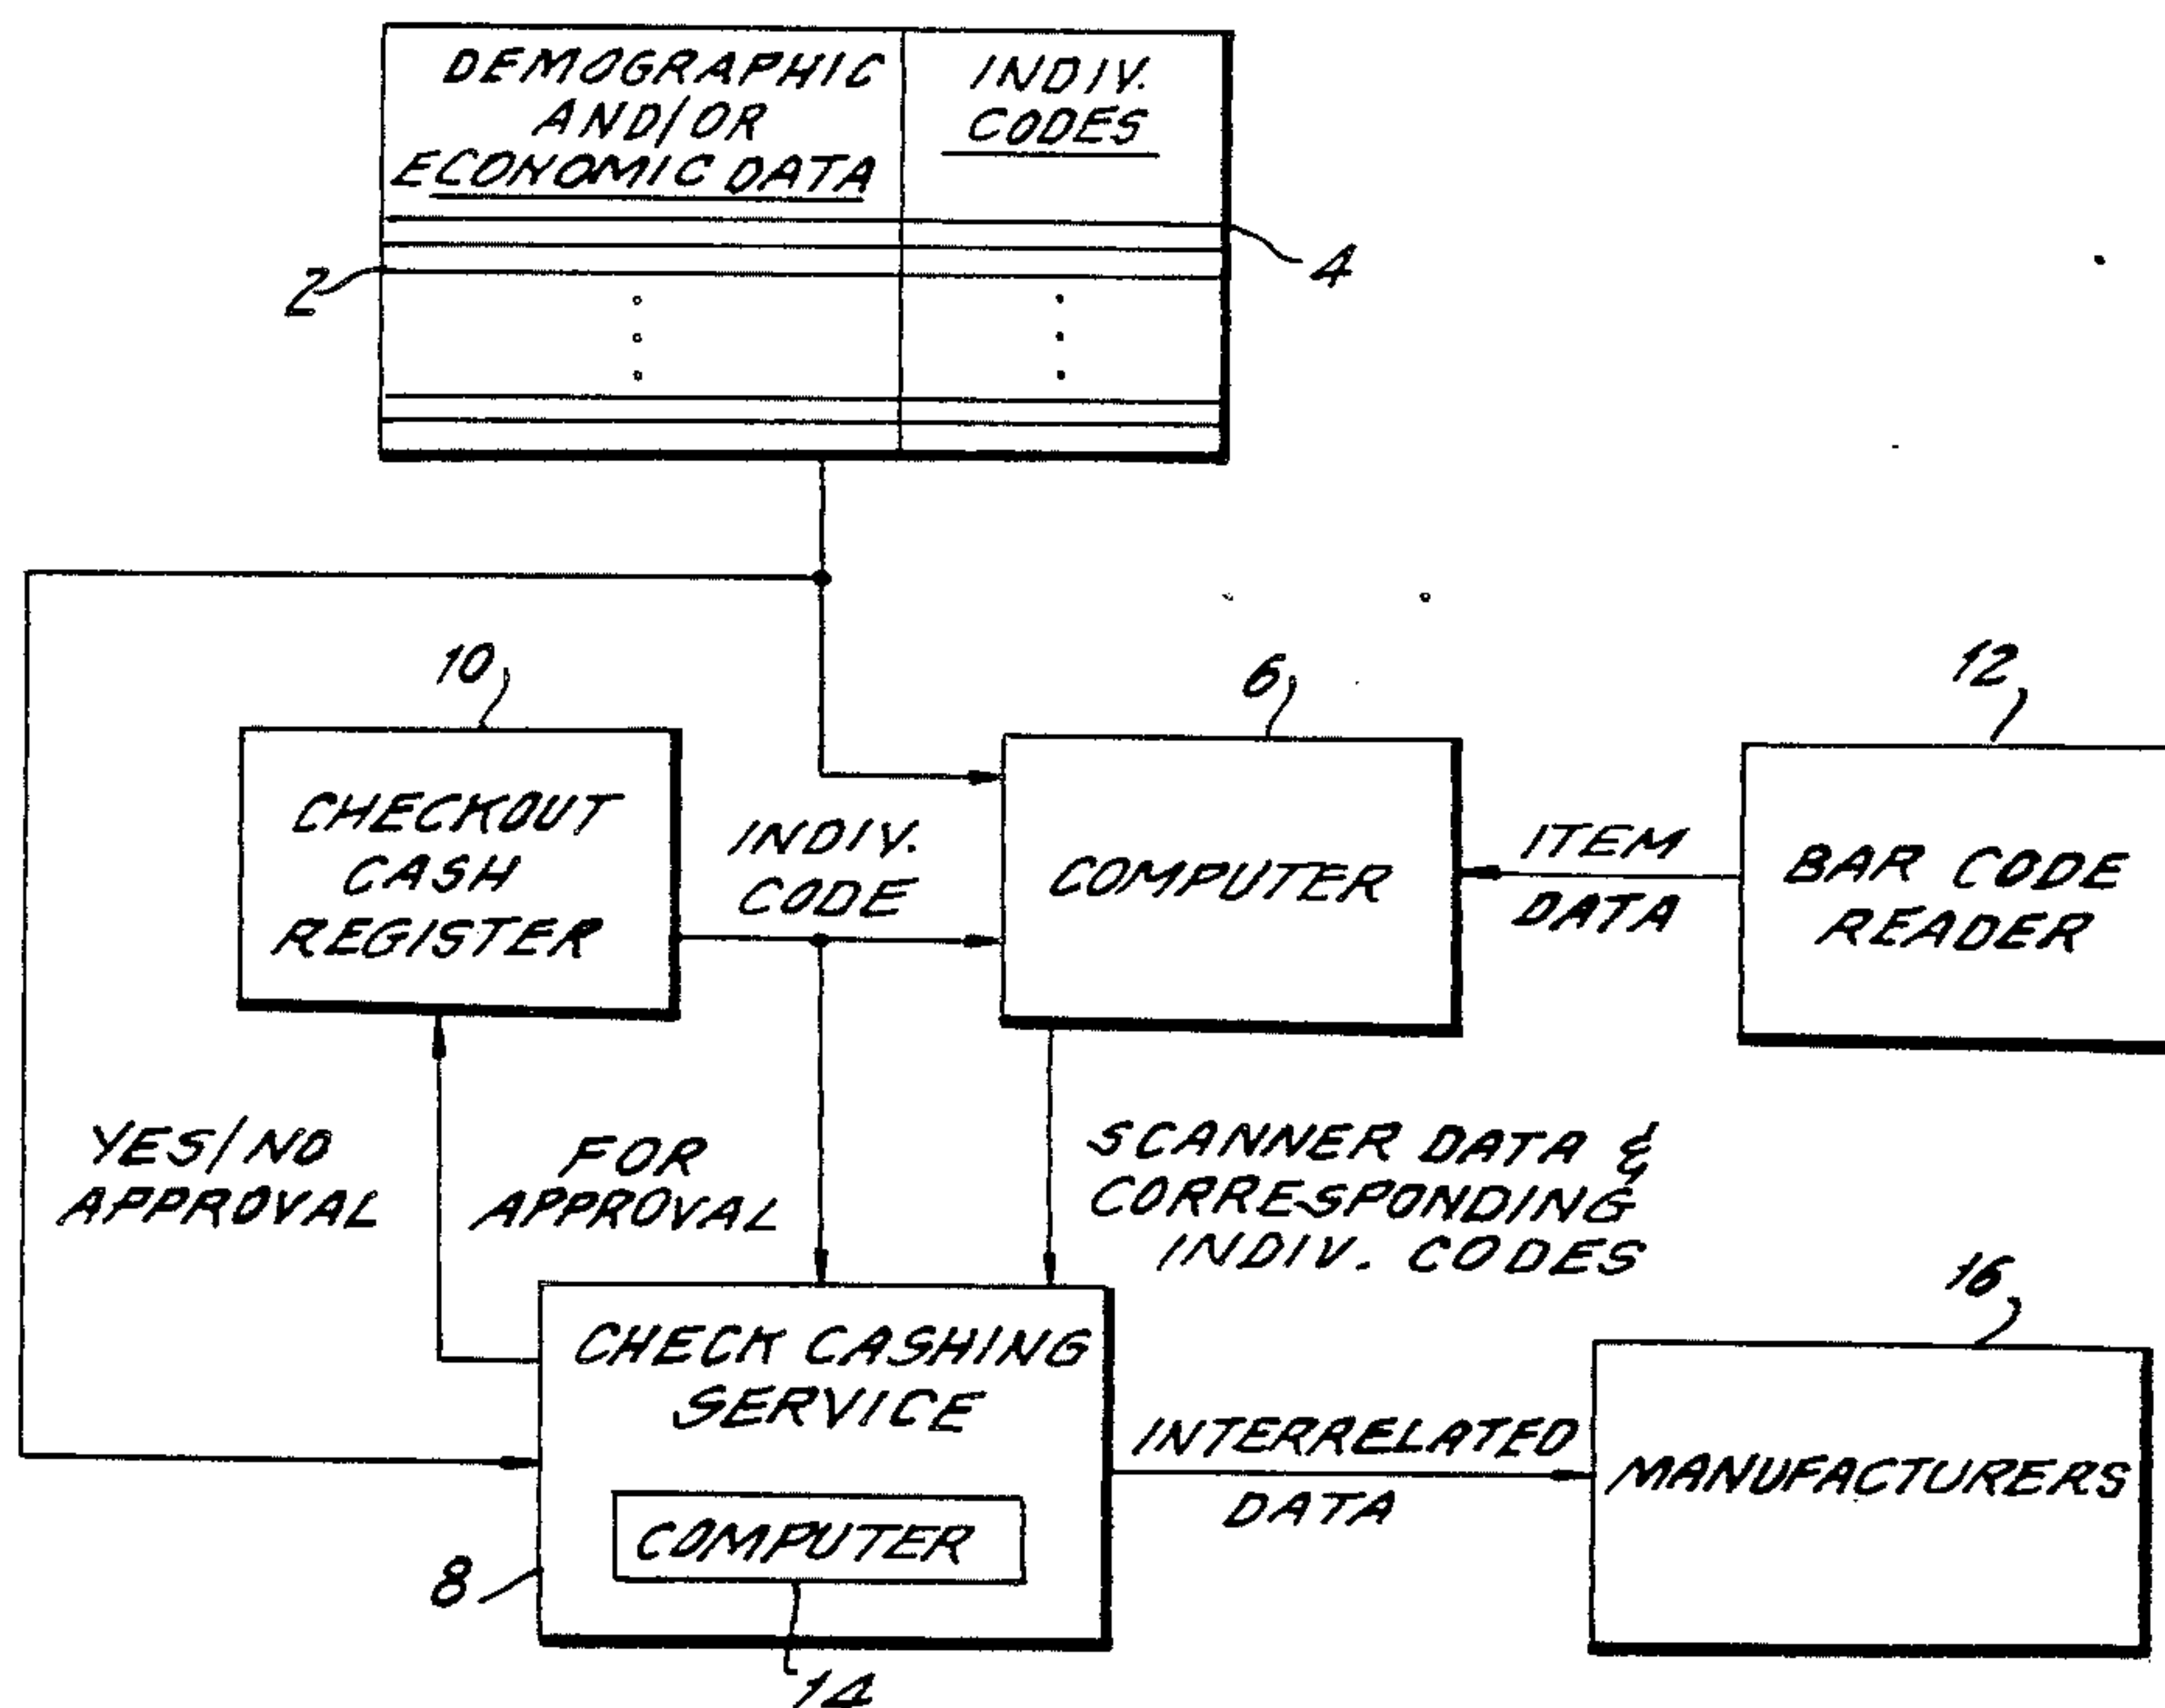 DEMOGRAPHIC
AND/OR
ECONOMIC DATA
INDIV.
CODES
2
4
10
6
12
CHECKOUT
CASH
REGISTER
INDIV.
CODE
COMPUTER
ITEM
DATA
BAR CODE
READER
YES/NO
APPROVAL
FOR
APPROVAL
SCANNER DATA &
CORRESPONDING
INDIV. CODES
16
CHECK CASHING
SERVICE
COMPUTER
8
14
INTERRELATED
DATA
MANUFACTURERS